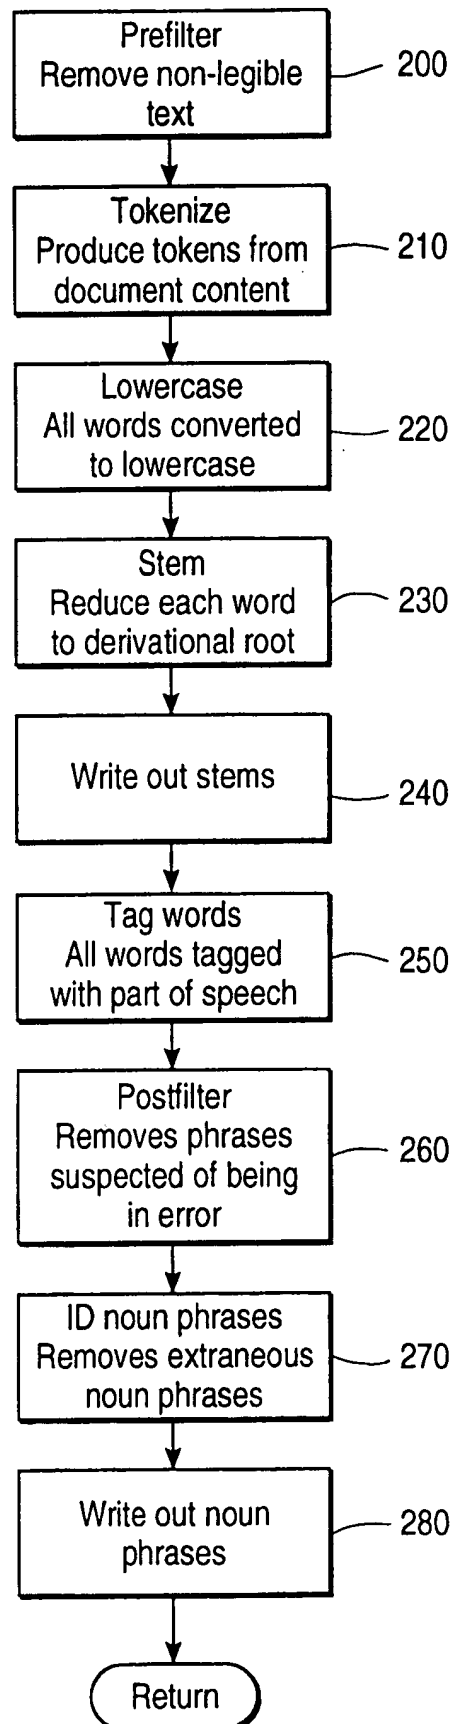 Prefilter
Remove non-legible
text
200
Tokenize
Produce tokens from
document content
210
Lowercase
All words converted
to lowercase
220
Stem
Reduce each word
to derivational root
230
Write out stems
240
Tag words
All words tagged
with part of speech
250
Postfilter
Removes phrases
suspected of being
in error
260
ID noun phrases
Removes extraneous
noun phrases
270
Write out noun
phrases
280
Return